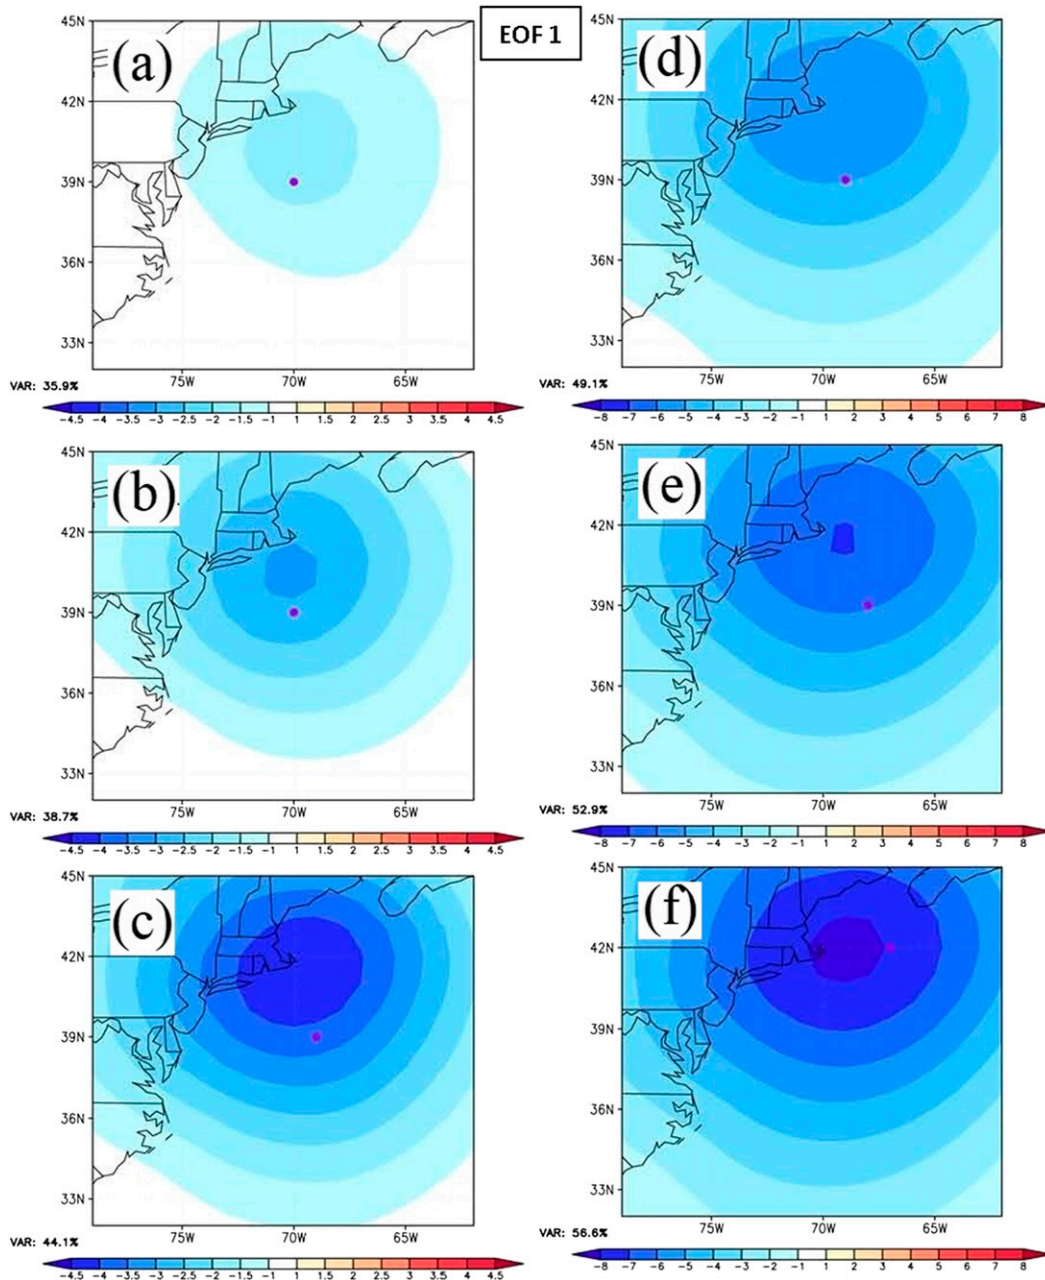 EOF 1
(a)
45N
42N
39N
36N
33N
75W 70W 65W
VAR: 35.9%
-4.5 -4 -3.5 -3 -2.5 -2 -1.5 -1 1 1.5 2 2.5 3 3.5 4 4.5
(b)
45N
42N
39N
36N
33N
75W 70W 65W
VAR: 38.7%
-4.5 -4 -3.5 -3 -2.5 -2 -1.5 -1 1 1.5 2 2.5 3 3.5 4 4.5
(c)
45N
42N
39N
36N
33N
75W 70W 65W
VAR: 44.1%
-4.5 -4 -3.5 -3 -2.5 -2 -1.5 -1 1 1.5 2 2.5 3 3.5 4 4.5
(d)
45N
42N
39N
36N
33N
75W 70W 65W
VAR: 49.1%
-8 -7 -6 -5 -4 -3 -2 -1 1 2 3 4 5 6 7 8
(e)
45N
42N
39N
36N
33N
75W 70W 65W
VAR: 52.9%
-8 -7 -6 -5 -4 -3 -2 -1 1 2 3 4 5 6 7 8
(f)
45N
42N
39N
36N
33N
75W 70W 65W
VAR: 56.6%
-8 -7 -6 -5 -4 -3 -2 -1 1 2 3 4 5 6 7 8